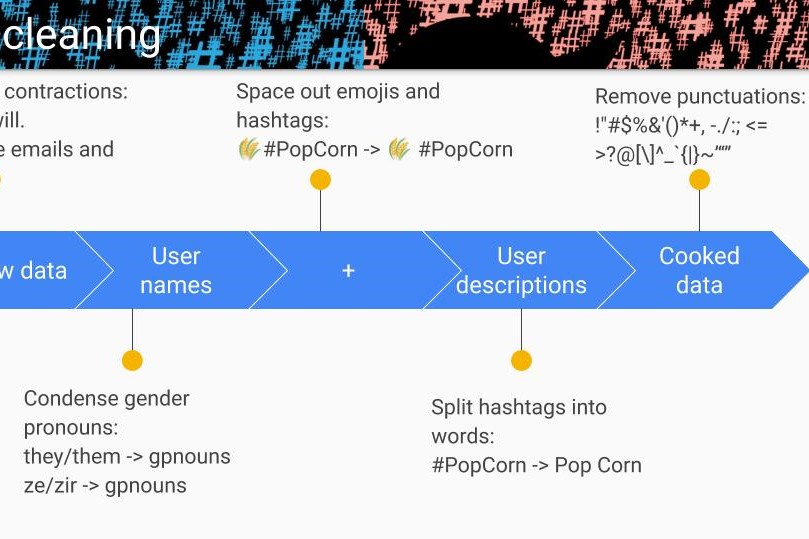 cleaning
contractions:
will.
emails and
Space out emojis and
hashtags:
🌾#PopCorn -> 🌾 #PopCorn
Remove punctuations:
!"#$%&'()*+, -./:; <=
>?@[\]^_`{|}~”“”
w data
User
names
+
User
descriptions
Cooked
data
Condense gender
pronouns:
they/them -> gpnouns
ze/zir -> gpnouns
Split hashtags into
words:
#PopCorn -> Pop Corn